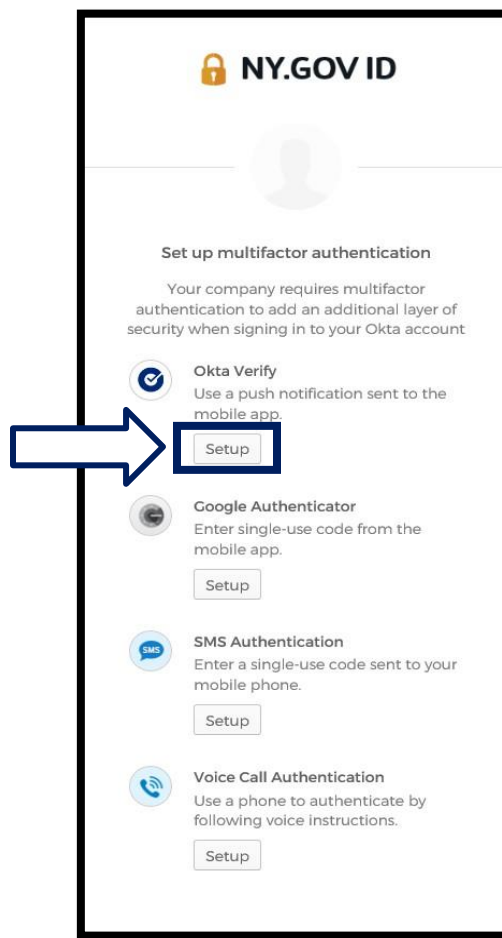 NY.GOV ID
Set up multifactor authentication
Your company requires multifactor
authentication to add an additional layer of
security when signing in to your Okta account
Okta Verify
Use a push notification sent to the
mobile app.
Setup
Google Authenticator
Enter single-use code from the
mobile app.
Setup
SMS
SMS Authentication
Enter a single-use code sent to your
mobile phone.
Setup
Voice Call Authentication
Use a phone to authenticate by
following voice instructions.
Setup